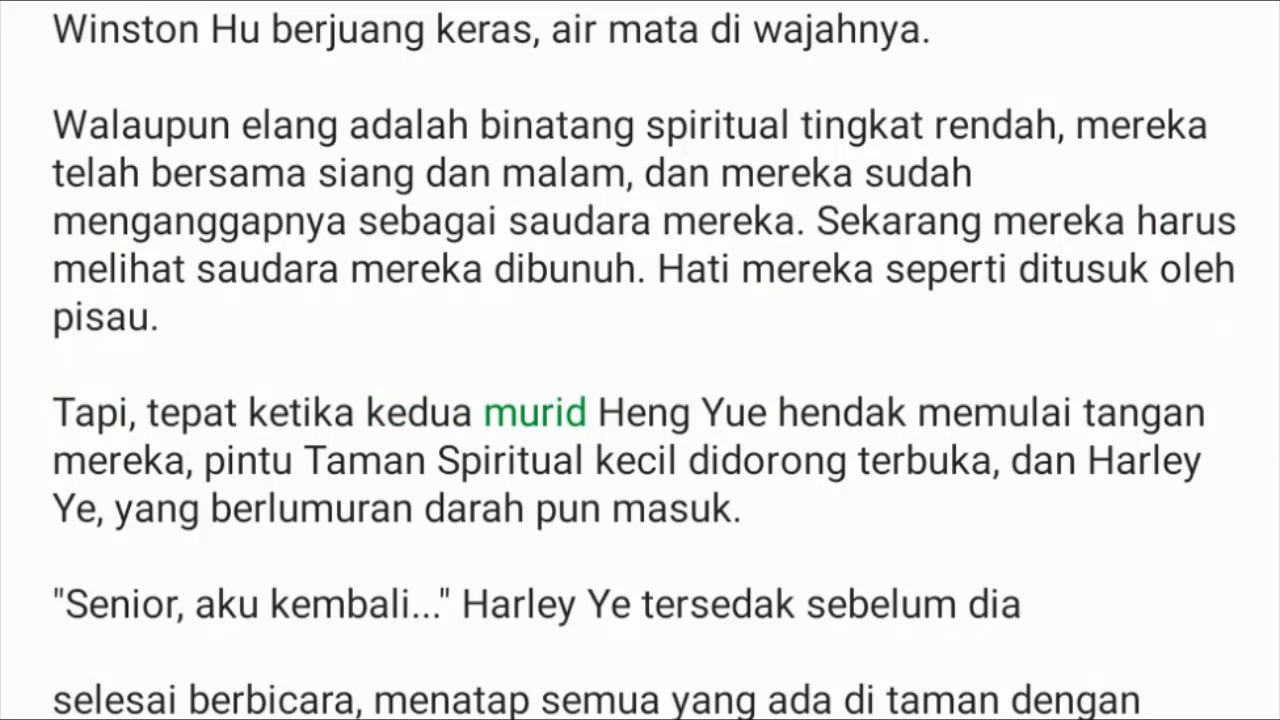 Winston Hu berjuang keras, air mata di wajahnya.
Walaupun elang adalah binatang spiritual tingkat rendah, mereka
telah bersama siang dan malam, dan mereka sudah
menganggapnya sebagai saudara mereka. Sekarang mereka harus
melihat saudara mereka dibunuh. Hati mereka seperti ditusuk oleh
pisau.
Tapi, tepat ketika kedua murid Heng Yue hendak memulai tangan
mereka, pintu Taman Spiritual kecil didorong terbuka, dan Harley
Ye, yang berlumuran darah pun masuk.
"Senior, aku kembali..." Harley Ye tersedak sebelum dia
selesai berbicara, menatap semua yang ada di taman dengan